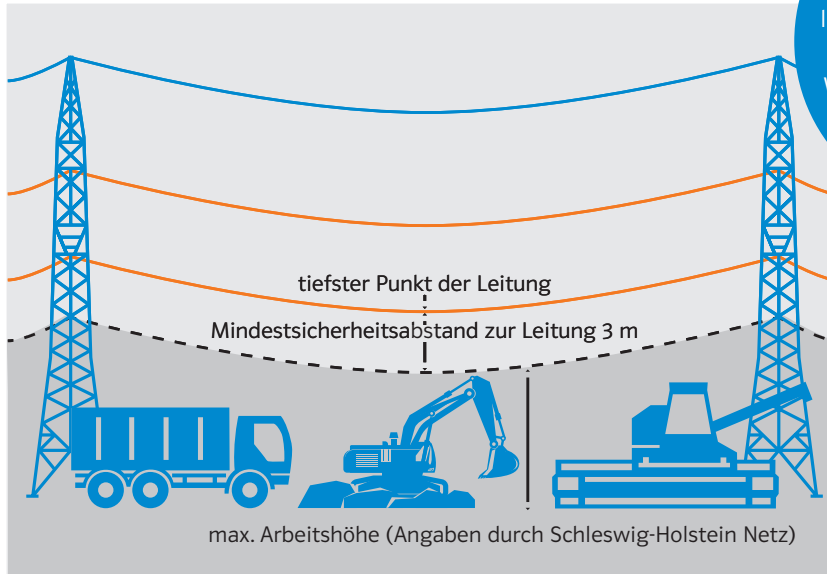 tiefster Punkt der Leitung
Mindestsicherheitsabstand zur Leitung 3 m
max. Arbeitshöhe (Angaben durch Schleswig-Holstein Netz)